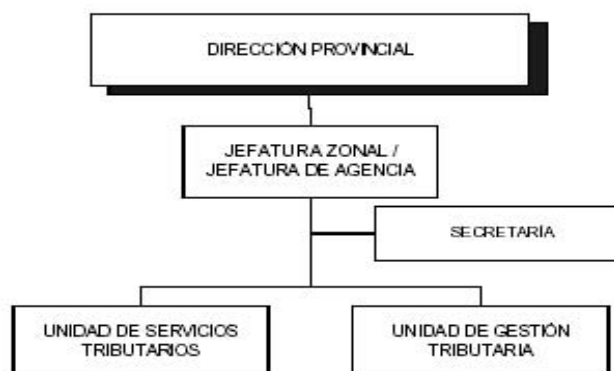 DIRECCIÓN PROVINCIAL
JEFATURA ZONAL /
JEFATURA DE AGENCIA
SECRETARÍA
UNIDAD DE SERVICIOS
TRIBUTARIOS
UNIDAD DE GESTIÓN
TRIBUTARIA